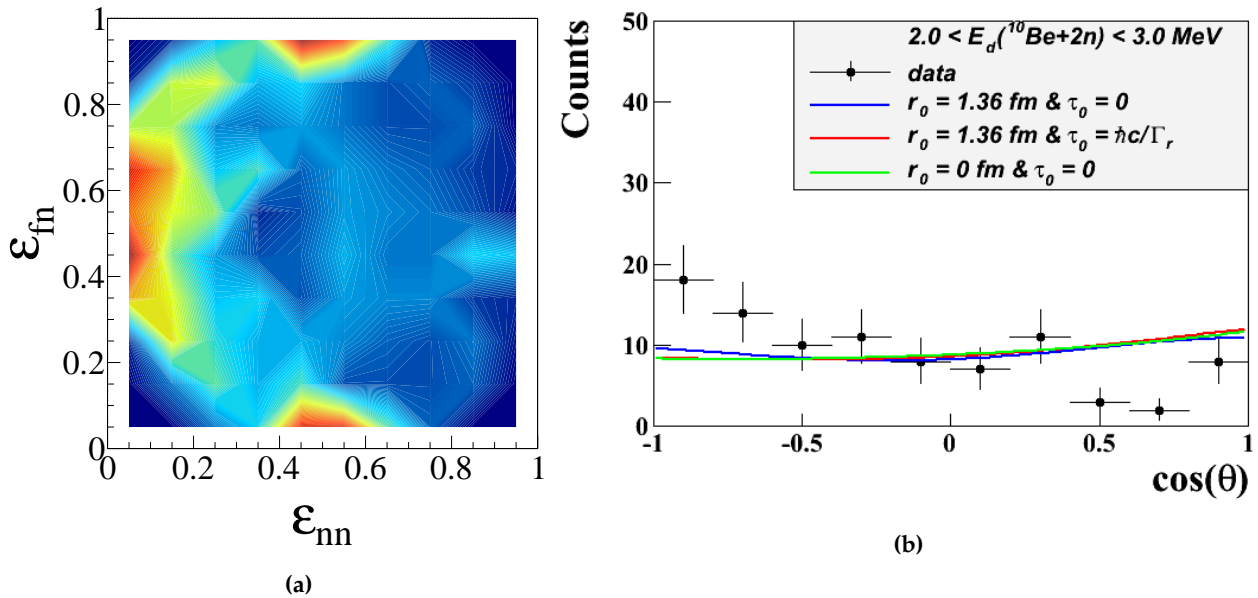 1
0.8
0.6
0.4
0.2
0
0 0.2 0.4 0.6 0.8 1
ε_fn
ε_nn
(a)
Counts
50
40
30
20
10
0
2.0 < E_d(¹⁰Be+2n) < 3.0 MeV
data
r_0 = 1.36 fm & τ_0 = 0
r_0 = 1.36 fm & τ_0 = ħc/Γ_r
r_0 = 0 fm & τ_0 = 0
-1 -0.5 0 0.5 1
cos(θ)
(b)